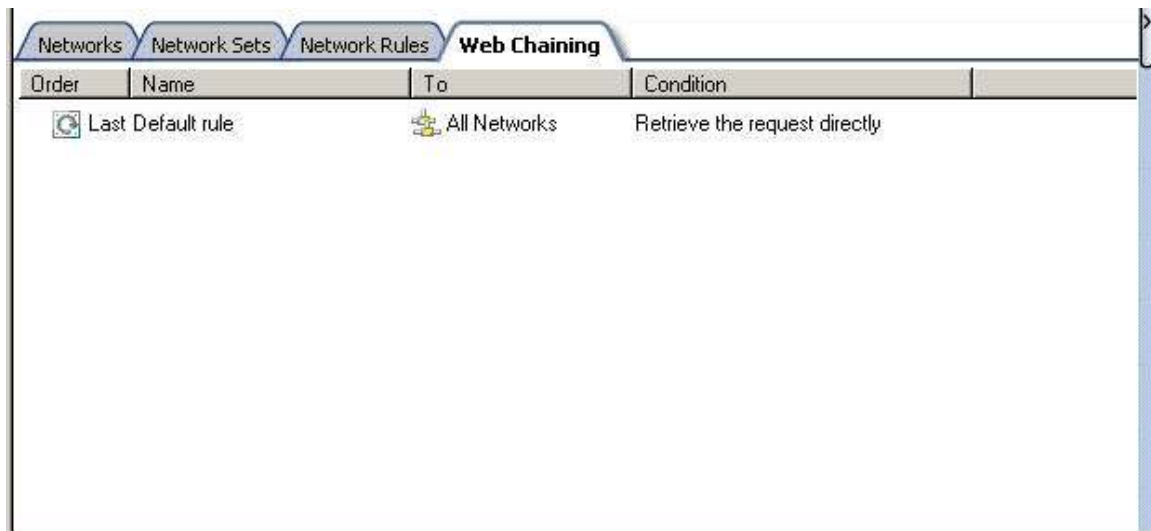 Networks Network Sets Network Rules Web Chaining
Order Name To Condition
Last Default rule All Networks Retrieve the request directly